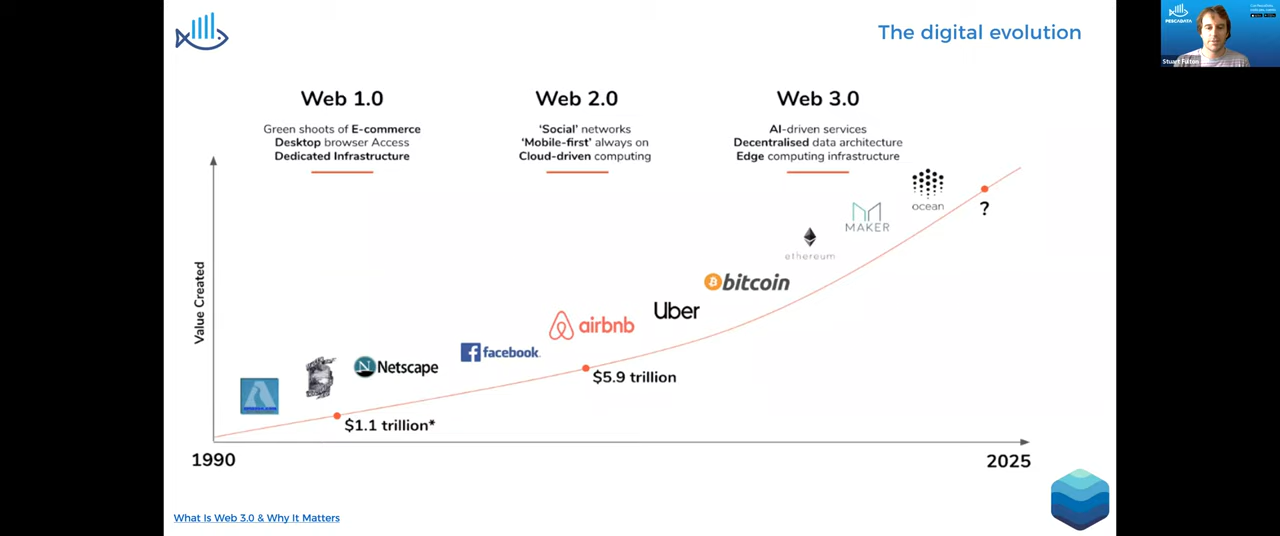 The digital evolution
PESCADATA
Stuart Fulton
Web 1.0
Green shoots of E-commerce
Desktop browser Access
Dedicated Infrastructure
Web 2.0
'Social' networks
'Mobile-first' always on
Cloud-driven computing
Web 3.0
AI-driven services
Decentralised data architecture
Edge computing infrastructure
ocean
?
MAKER
ethereum
bitcoin
Uber
airbnb
facebook.
N Netscape
$5.9 trillion
$1.1 trillion*
Value Created
1990
2025
What Is Web 3.0 & Why It Matters